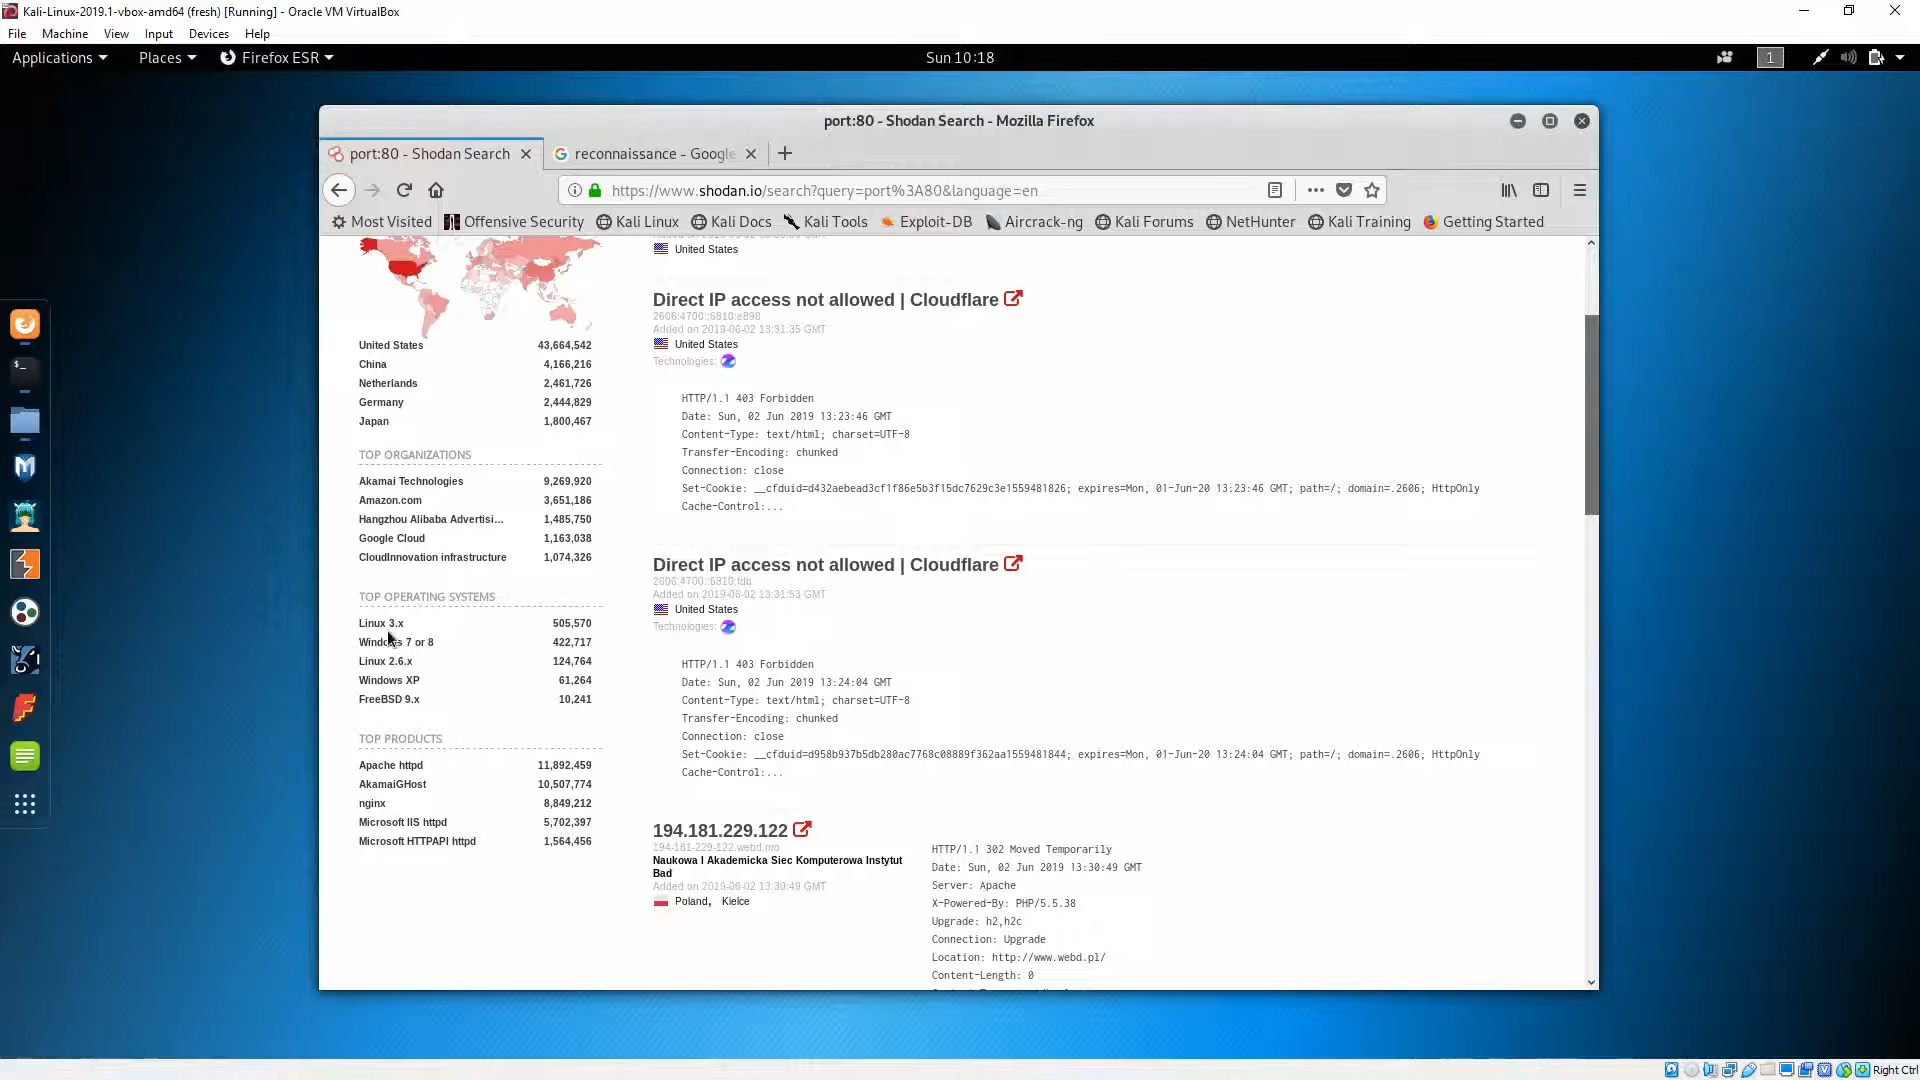 Kali-Linux-2019.1-vbox-amd64 (fresh) [Running] - Oracle VM VirtualBox
File Machine View Input Devices Help
Applications Places Firefox ESR Sun 10:18 1
port:80 - Shodan Search - Mozilla Firefox
port:80 - Shodan Search reconnaissance - Google
https://www.shodan.io/search?query=port%3A80&language=en
Most Visited Offensive Security Kali Linux Kali Docs Kali Tools Exploit-DB Aircrack-ng Kali Forums NetHunter Kali Training Getting Started
United States 43,664,542
China 4,166,216
Netherlands 2,461,726
Germany 2,444,829
Japan 1,800,467
TOP ORGANIZATIONS
Akamai Technologies 9,269,920
Amazon.com 3,651,186
Hangzhou Alibaba Advertisi... 1,485,750
Google Cloud 1,163,038
CloudInnovation infrastructure 1,074,326
TOP OPERATING SYSTEMS
Linux 3.x 505,570
Windows 7 or 8 422,717
Linux 2.6.x 124,764
Windows XP 61,264
FreeBSD 9.x 10,241
TOP PRODUCTS
Apache httpd 11,892,459
AkamaiGHost 10,507,774
nginx 8,849,212
Microsoft IIS httpd 5,702,397
Microsoft HTTPAPI httpd 1,564,456
United States
Direct IP access not allowed | Cloudflare
2606:4700::6810:e898
Added on 2019-06-02 13:31:35 GMT
United States
Technologies:
HTTP/1.1 403 Forbidden
Date: Sun, 02 Jun 2019 13:23:46 GMT
Content-Type: text/html; charset=UTF-8
Transfer-Encoding: chunked
Connection: close
Set-Cookie: __cfduid=d432aebead3cf1f86e5b3f15dc7629c3e1559481826; expires=Mon, 01-Jun-20 13:23:46 GMT; path=/; domain=.2606; HttpOnly
Cache-Control:...
Direct IP access not allowed | Cloudflare
2606:4700::6810:fdb
Added on 2019-06-02 13:31:53 GMT
United States
Technologies:
HTTP/1.1 403 Forbidden
Date: Sun, 02 Jun 2019 13:24:04 GMT
Content-Type: text/html; charset=UTF-8
Transfer-Encoding: chunked
Connection: close
Set-Cookie: __cfduid=d958b937b5db280ac7768c08889f362aa1559481844; expires=Mon, 01-Jun-20 13:24:04 GMT; path=/; domain=.2606; HttpOnly
Cache-Control:...
194.181.229.122
194-181-229-122.webd.pro
Naukowa I Akademicka Siec Komputerowa Instytut
Bad
Added on 2019-06-02 13:30:49 GMT
Poland, Kielce
HTTP/1.1 302 Moved Temporarily
Date: Sun, 02 Jun 2019 13:30:49 GMT
Server: Apache
X-Powered-By: PHP/5.5.38
Upgrade: h2,h2c
Connection: Upgrade
Location: http://www.webd.pl/
Content-Length: 0
Right Ctrl